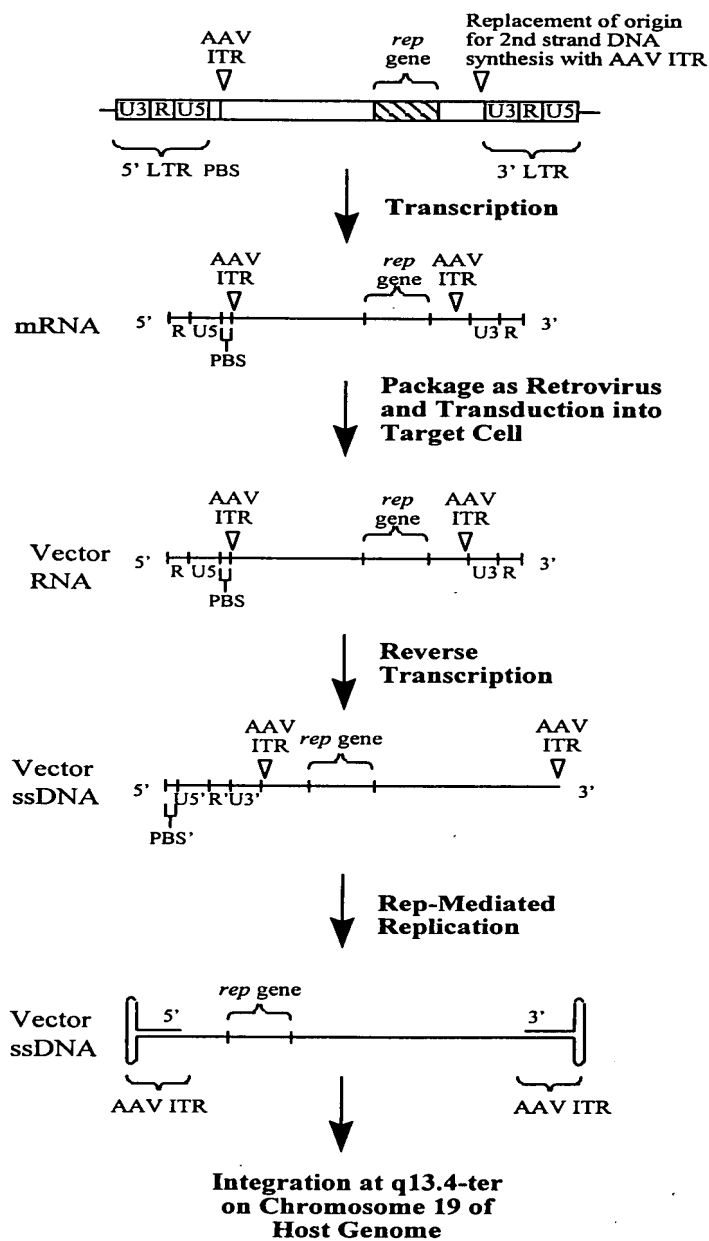 AAV
ITR
rep
gene
Replacement of origin
for 2nd strand DNA
synthesis with AAV ITR
U3 R U5
U3 R U5
5' LTR PBS
3' LTR
Transcription
AAV
ITR
rep
gene
AAV
ITR
mRNA
5'
3'
R U5
U3 R
PBS
Package as Retrovirus
and Transduction into
Target Cell
AAV
ITR
rep
gene
AAV
ITR
Vector
RNA
5'
3'
R U5
U3 R
PBS
Reverse
Transcription
AAV
ITR
rep gene
AAV
ITR
Vector
ssDNA
5'
3'
U5' R' U3'
PBS'
Rep-Mediated
Replication
rep gene
Vector
ssDNA
5'
3'
AAV ITR
AAV ITR
Integration at q13.4-ter
on Chromosome 19 of
Host Genome